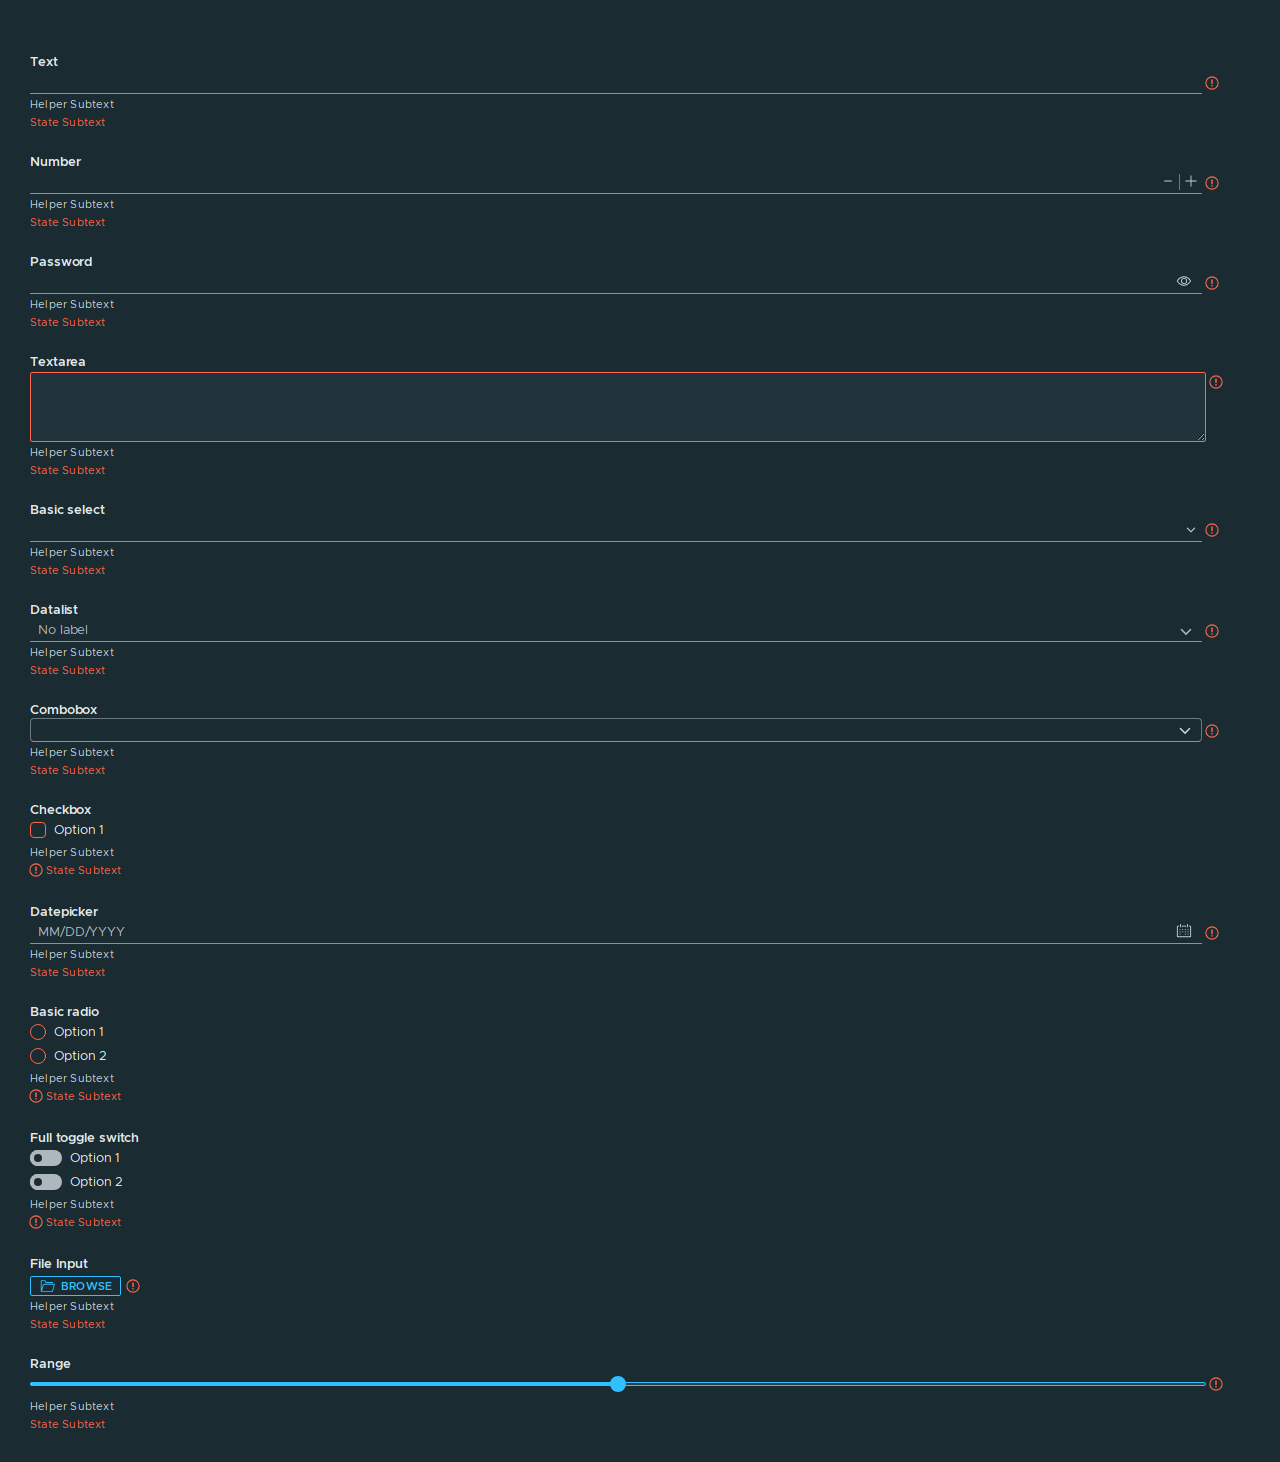 Text
Helper Subtext
State Subtext
Number
Helper Subtext
State Subtext
Password
Helper Subtext
State Subtext
Textarea
Helper Subtext
State Subtext
Basic select
Helper Subtext
State Subtext
Datalist
No label
Helper Subtext
State Subtext
Combobox
Helper Subtext
State Subtext
Checkbox
Option 1
Helper Subtext
State Subtext
Datepicker
MM/DD/YYYY
Helper Subtext
State Subtext
Basic radio
Option 1
Option 2
Helper Subtext
State Subtext
Full toggle switch
Option 1
Option 2
Helper Subtext
State Subtext
File Input
BROWSE
Helper Subtext
State Subtext
Range
Helper Subtext
State Subtext